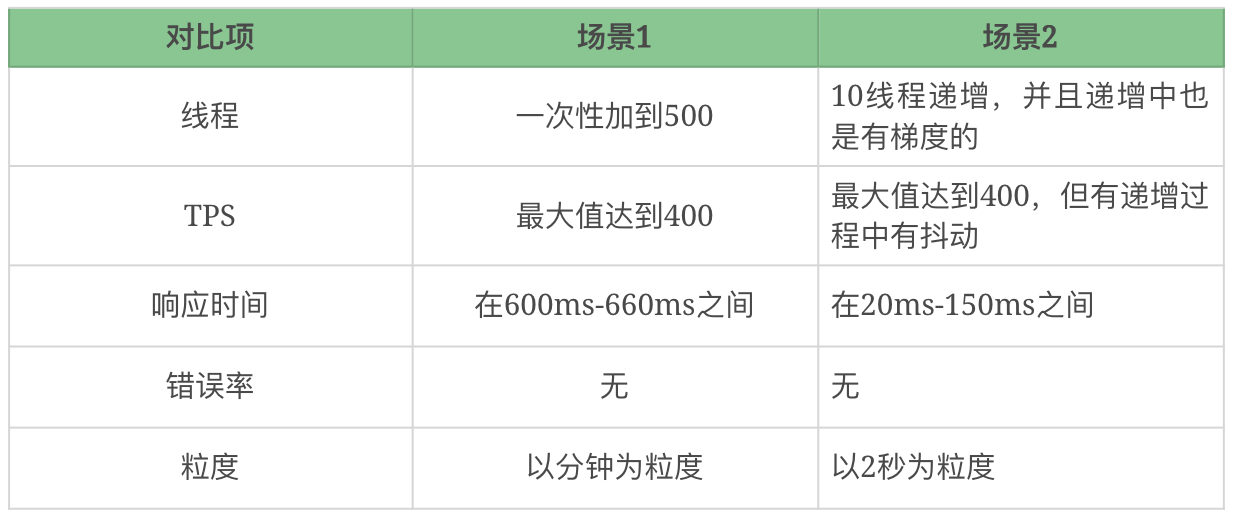 对比项
场景1
场景2
线程
一次性加到500
10线程递增，并且递增中也
是有梯度的
TPS
最大值达到400
最大值达到400，但有递增过
程中有抖动
响应时间
在600ms-660ms之间
在20ms-150ms之间
错误率
无
无
粒度
以分钟为粒度
以2秒为粒度